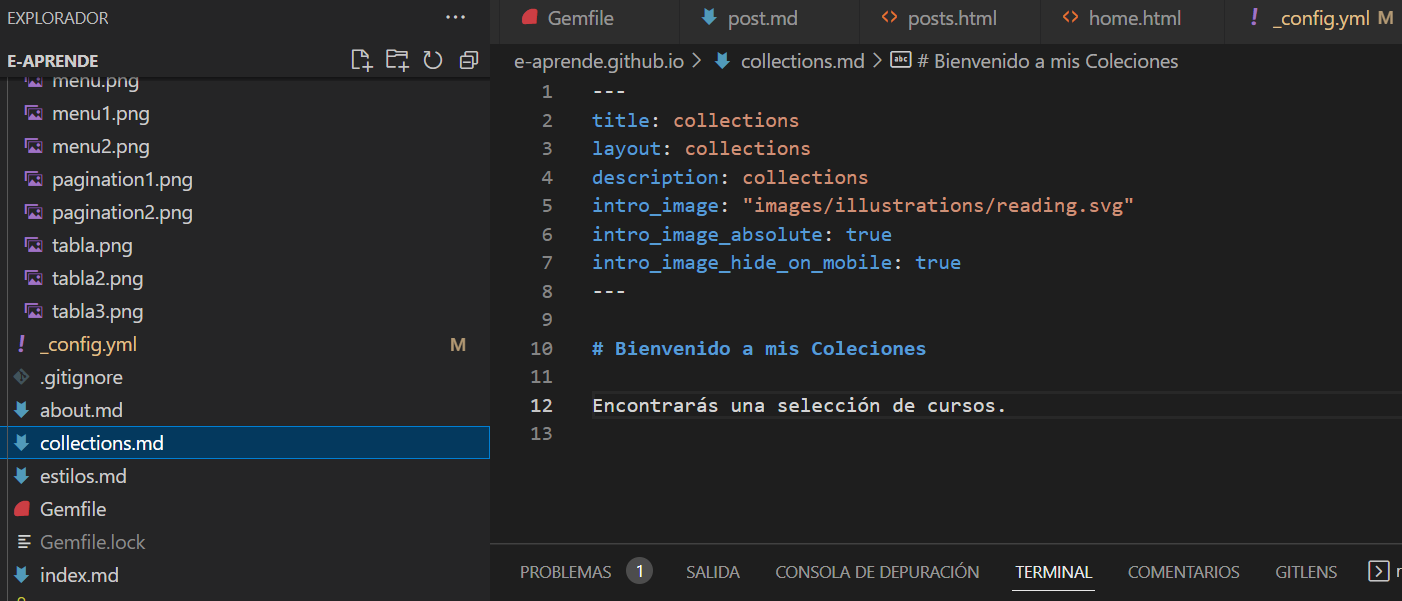 EXPLORADOR ...
E-APRENDE
menu.png
menu1.png
menu2.png
pagination1.png
pagination2.png
tabla.png
tabla2.png
tabla3.png
! _config.yml M
.gitignore
about.md
collections.md
estilos.md
Gemfile
Gemfile.lock
index.md
Gemfile post.md <> posts.html <> home.html ! _config.yml M
e-aprende.github.io > collections.md > abc # Bienvenido a mis Coleciones
1 ---
2 title: collections
3 layout: collections
4 description: collections
5 intro_image: "images/illustrations/reading.svg"
6 intro_image_absolute: true
7 intro_image_hide_on_mobile: true
8 ---
9
10 # Bienvenido a mis Coleciones
11
12 Encontrarás una selección de cursos.
13
PROBLEMAS 1 SALIDA CONSOLA DE DEPURACIÓN TERMINAL COMENTARIOS GITLENS